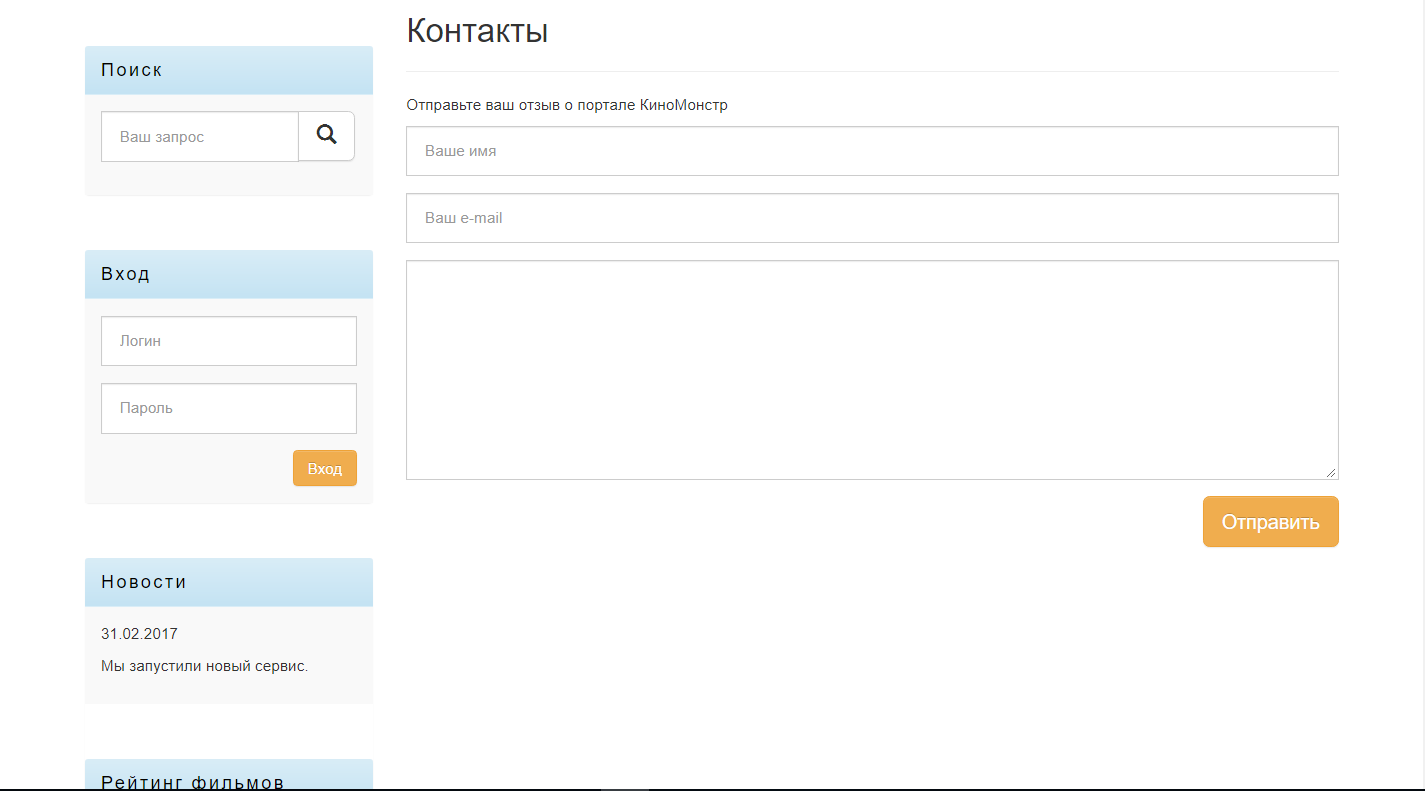 Контакты
Поиск
Ваш запрос
Вход
Логин
Пароль
Вход
Новости
31.02.2017
Мы запустили новый сервис.
Рейтинг фильмов
Отправьте ваш отзыв о портале КиноМонстр
Ваше имя
Ваш e-mail
Отправить